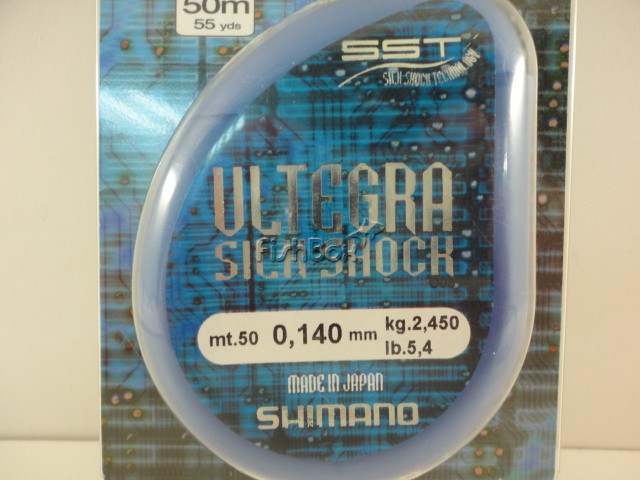 50m
55 yds
SST
SILK SHOCK TECHNOLOGY
ULTEGRA
FishBox
SILK SHOCK
mt.50 0,140 mm kg.2,450
lb.5,4
MADE IN JAPAN
SHIMANO